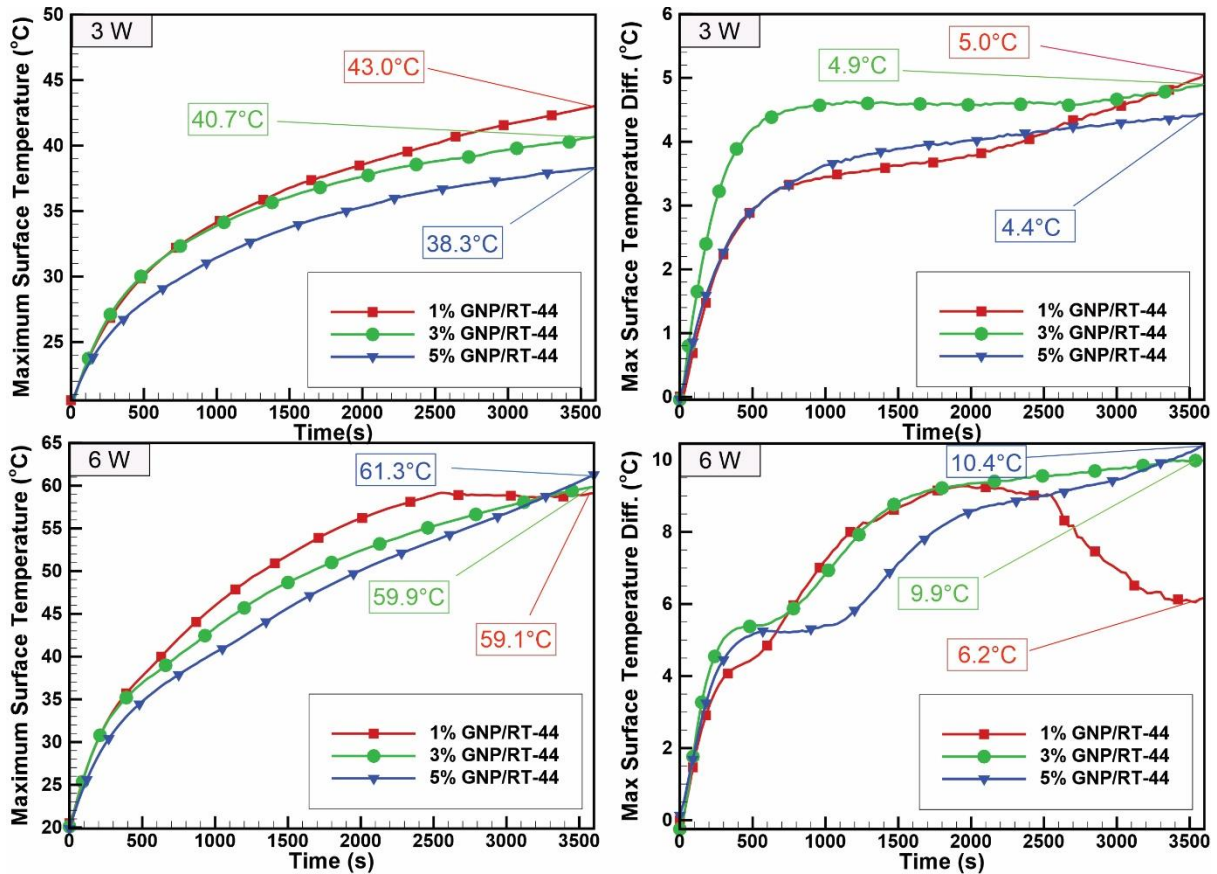 3 W
Maximum Surface Temperature (°C)
45
40
35
30
25
43.0°C
40.7°C
38.3°C
1% GNP/RT-44
3% GNP/RT-44
5% GNP/RT-44
0 500 1000 1500 2000 2500 3000 3500
Time(s)
3 W
Max Surface Temperature Diff. (°C)
6
5
4
3
2
1
0
5.0°C
4.9°C
4.4°C
1% GNP/RT-44
3% GNP/RT-44
5% GNP/RT-44
0 500 1000 1500 2000 2500 3000 3500
Time(s)
6 W
Maximum Surface Temperature (°C)
65
60
55
50
45
40
35
30
25
20
61.3°C
59.9°C
59.1°C
1% GNP/RT-44
3% GNP/RT-44
5% GNP/RT-44
0 500 1000 1500 2000 2500 3000 3500
Time (s)
6 W
Max Surface Temperature Diff. (°C)
10
8
6
4
2
0
10.4°C
9.9°C
6.2°C
1% GNP/RT-44
3% GNP/RT-44
5% GNP/RT-44
0 500 1000 1500 2000 2500 3000 3500
Time (s)